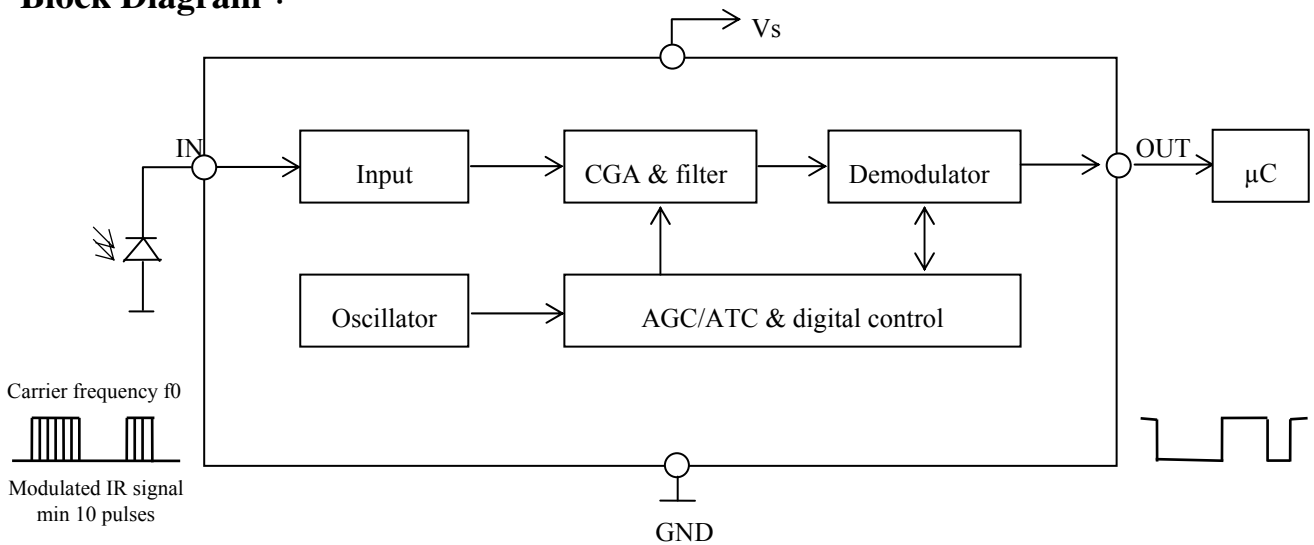 Block Diagram :
Vs
IN
Input
CGA & filter
Demodulator
OUT
µC
Oscillator
AGC/ATC & digital control
Carrier frequency f0
Modulated IR signal
min 10 pulses
GND